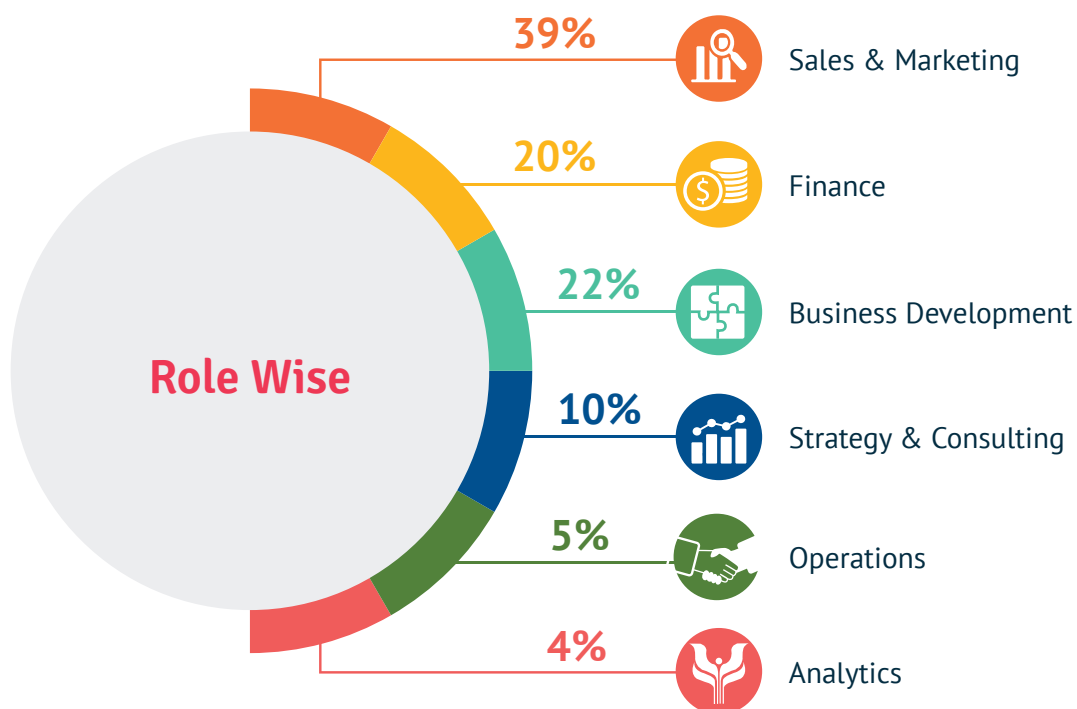 39%
Sales & Marketing
20%
Finance
$
22%
Business Development
Role Wise
10%
Strategy & Consulting
5%
Operations
4%
Analytics